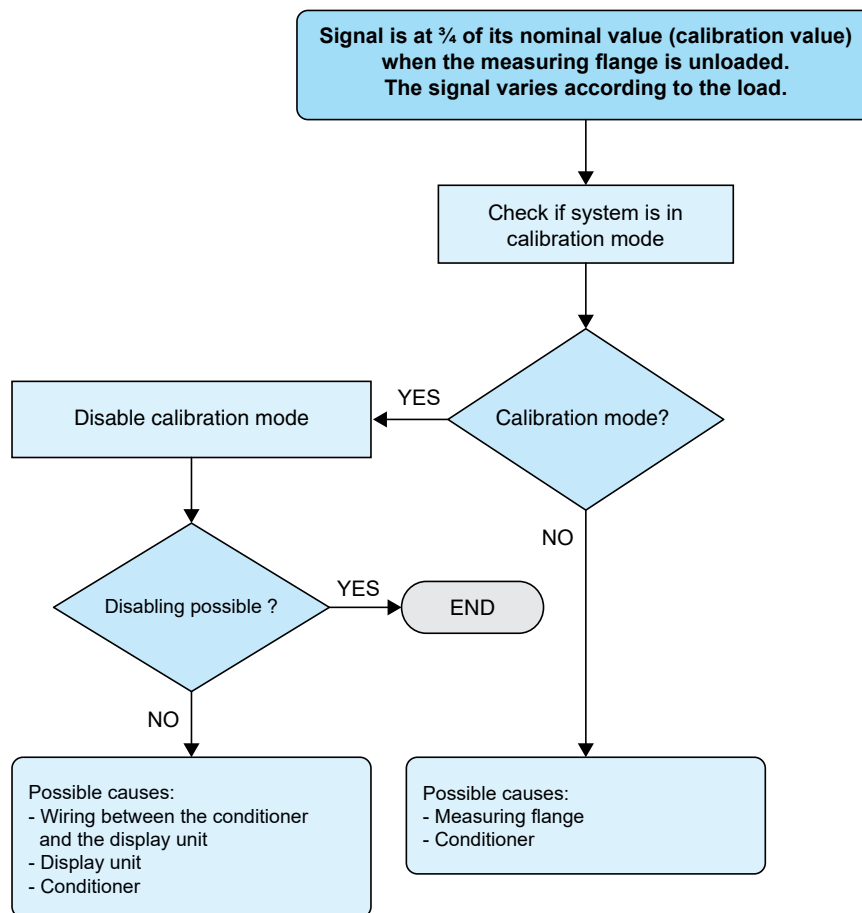 Signal is at ¾ of its nominal value (calibration value)
when the measuring flange is unloaded.
The signal varies according to the load.
Check if system is in
calibration mode
Calibration mode?
YES
Disable calibration mode
NO
Disabling possible ?
YES
END
NO
Possible causes:
- Wiring between the conditioner
and the display unit
- Display unit
- Conditioner
Possible causes:
- Measuring flange
- Conditioner